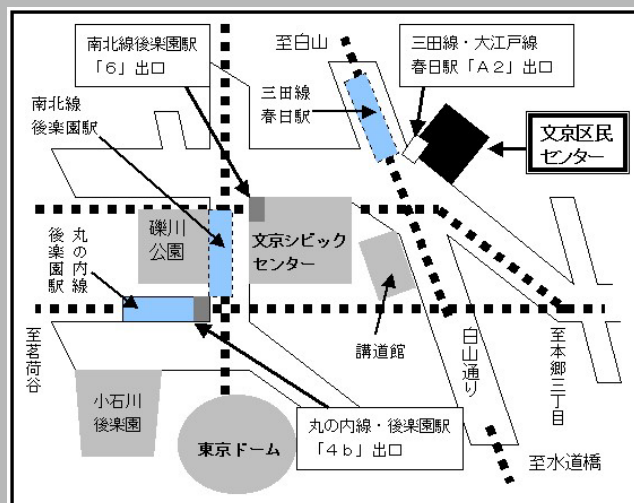 南北線後楽園駅
「6」出口
至白山
三田線・大江戸線
春日駅「A2」出口
南北線
後楽園駅
三田線
春日駅
文京区民
センター
丸の内線
後楽園駅
礫川
公園
文京シビック
センター
至茗荷谷
講道館
白山通り
至本郷三丁目
小石川
後楽園
東京ドーム
丸の内線・後楽園駅
「4b」出口
至水道橋